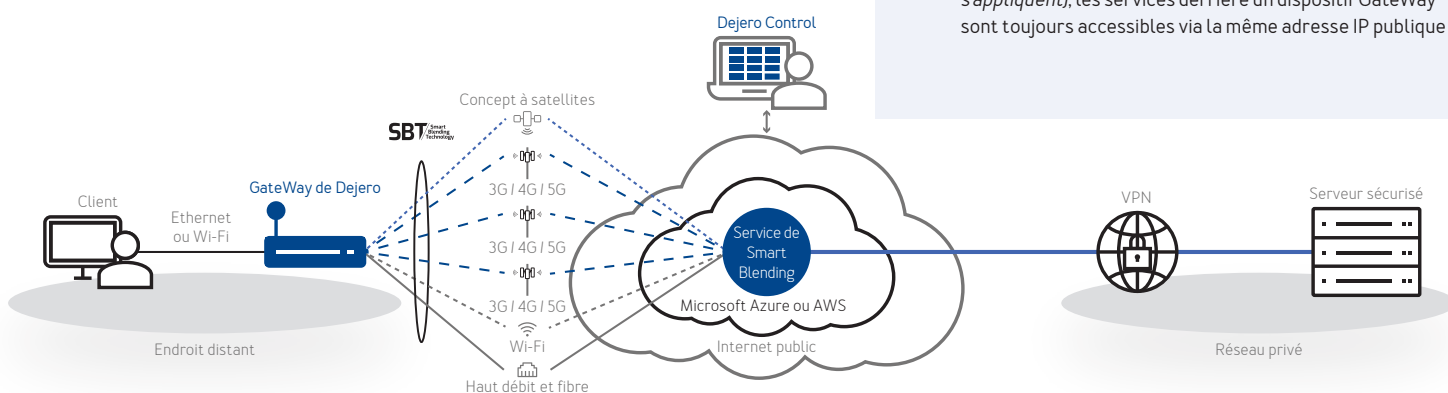 s'appliquent), les services derrière un dispositif GateWay
sont toujours accessibles via la même adresse IP publique
Dejero Control
Concept à satellites
SBT Smart Blending Technology
3G / 4G / 5G
3G / 4G / 5G
3G / 4G / 5G
Wi-Fi
Haut débit et fibre
Client
Ethernet
ou Wi-Fi
GateWay de Dejero
Endroit distant
Service de
Smart
Blending
Microsoft Azure ou AWS
Internet public
VPN
Serveur sécurisé
Réseau privé